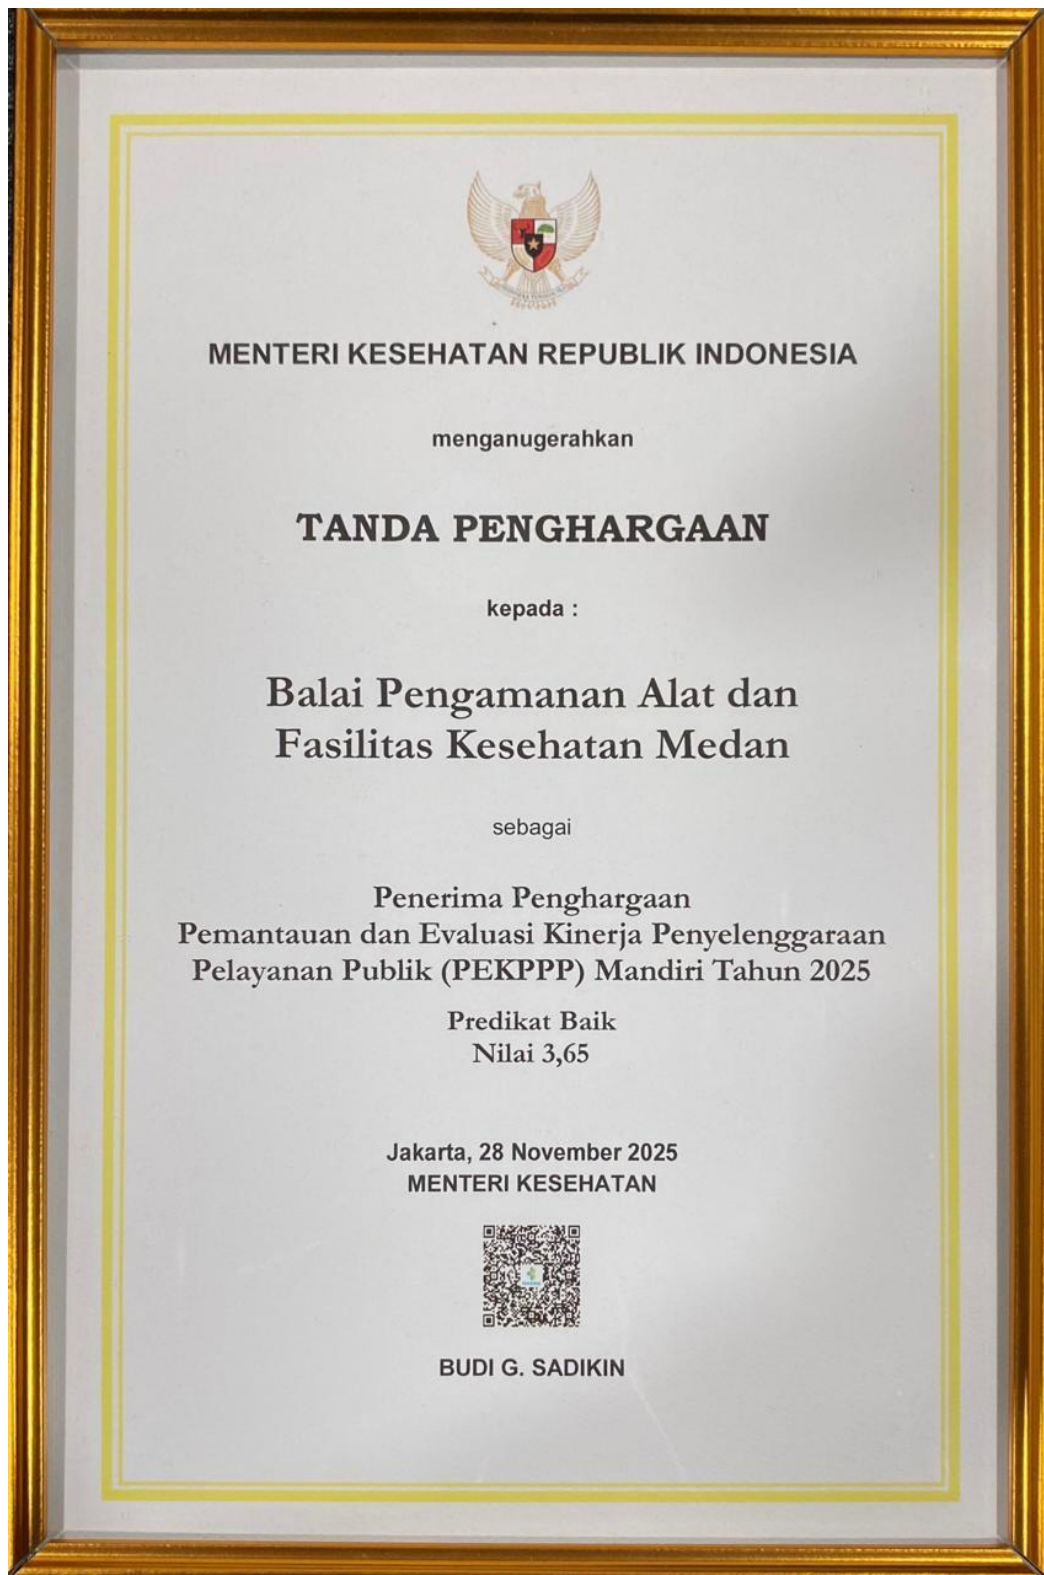 MENTERI KESEHATAN REPUBLIK INDONESIA
menganugerahkan
TANDA PENGHARGAAN
kepada :
Balai Pengamanan Alat dan
Fasilitas Kesehatan Medan
sebagai
Penerima Penghargaan
Pemantauan dan Evaluasi Kinerja Penyelenggaraan
Pelayanan Publik (PEKPPP) Mandiri Tahun 2025
Predikat Baik
Nilai 3,65
Jakarta, 28 November 2025
MENTERI KESEHATAN
BUDI G. SADIKIN